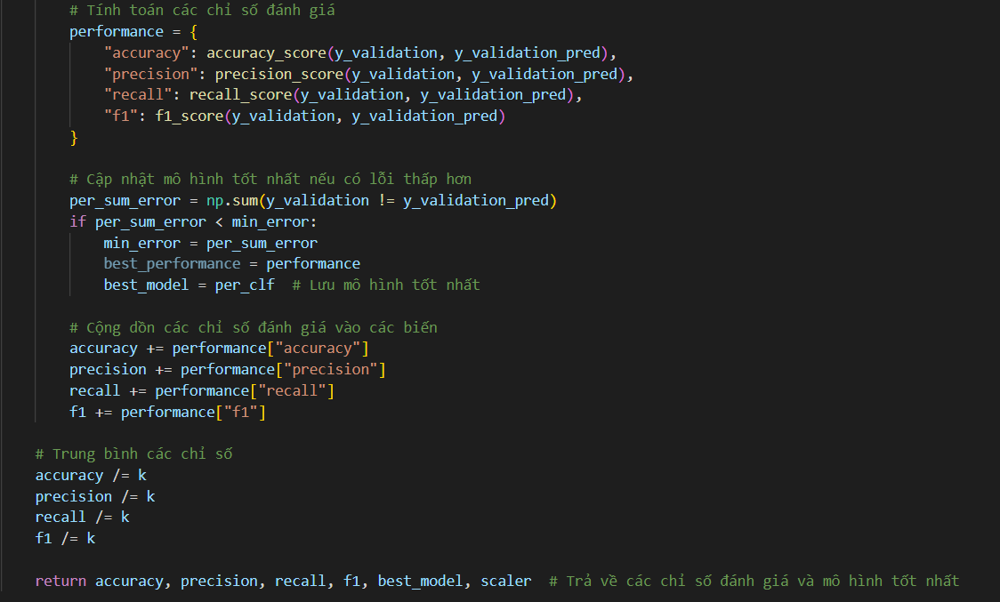 # Tính toán các chỉ số đánh giá
performance = {
"accuracy": accuracy_score(y_validation, y_validation_pred),
"precision": precision_score(y_validation, y_validation_pred),
"recall": recall_score(y_validation, y_validation_pred),
"f1": f1_score(y_validation, y_validation_pred)
}
# Cập nhật mô hình tốt nhất nếu có lỗi thấp hơn
per_sum_error = np.sum(y_validation != y_validation_pred)
if per_sum_error < min_error:
min_error = per_sum_error
best_performance = performance
best_model = per_clf  # Lưu mô hình tốt nhất
# Cộng dồn các chỉ số đánh giá vào các biến
accuracy += performance["accuracy"]
precision += performance["precision"]
recall += performance["recall"]
f1 += performance["f1"]
# Trung bình các chỉ số
accuracy /= k
precision /= k
recall /= k
f1 /= k
return accuracy, precision, recall, f1, best_model, scaler  # Trả về các chỉ số đánh giá và mô hình tốt nhất